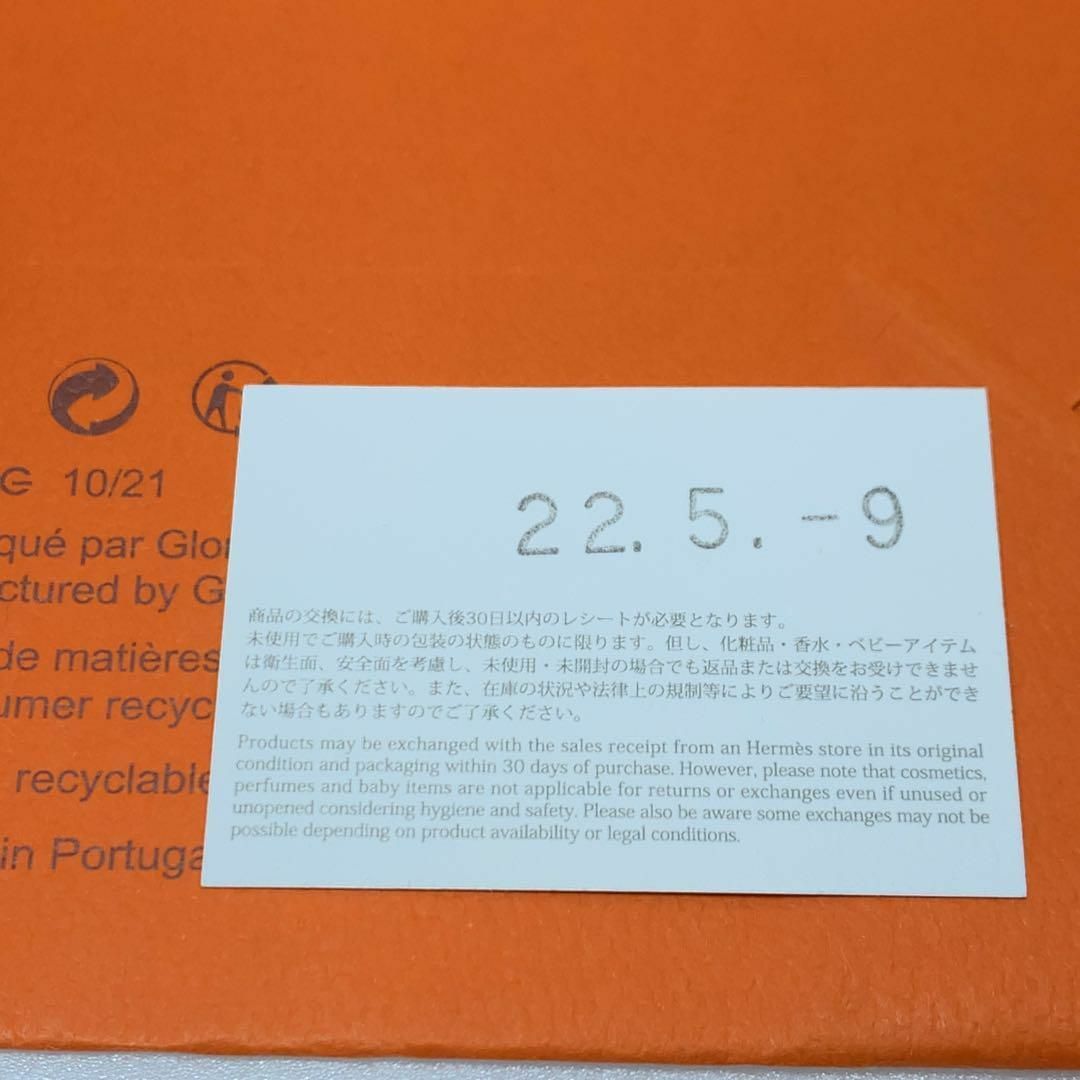 10/21
qué par
ctured by
de matières
umer
recyclable
in
22. 5. -9
商品の交換には、ご購入後30日以内のレシートが必要となります。
未使用でご購入時の包装の状態のものに限ります。但し、化粧品・香水・ベビーアイテム
は衛生面、安全面を考慮し、未使用・未開封の場合でも返品または交換をお受けできませ
んので了承ください。また、在庫の状況や法律上の規制等によりご要望に沿うことができ
ない場合もありますのでご了承ください。
Products may be exchanged with the sales receipt from an Hermès store in its original
condition and packaging within 30 days of purchase. However, please note that cosmetics,
perfumes and baby items are not applicable for returns or exchanges even if unused or
unopened considering hygiene and safety. Please also be aware some exchanges may not be
possible depending on product availability or legal conditions.